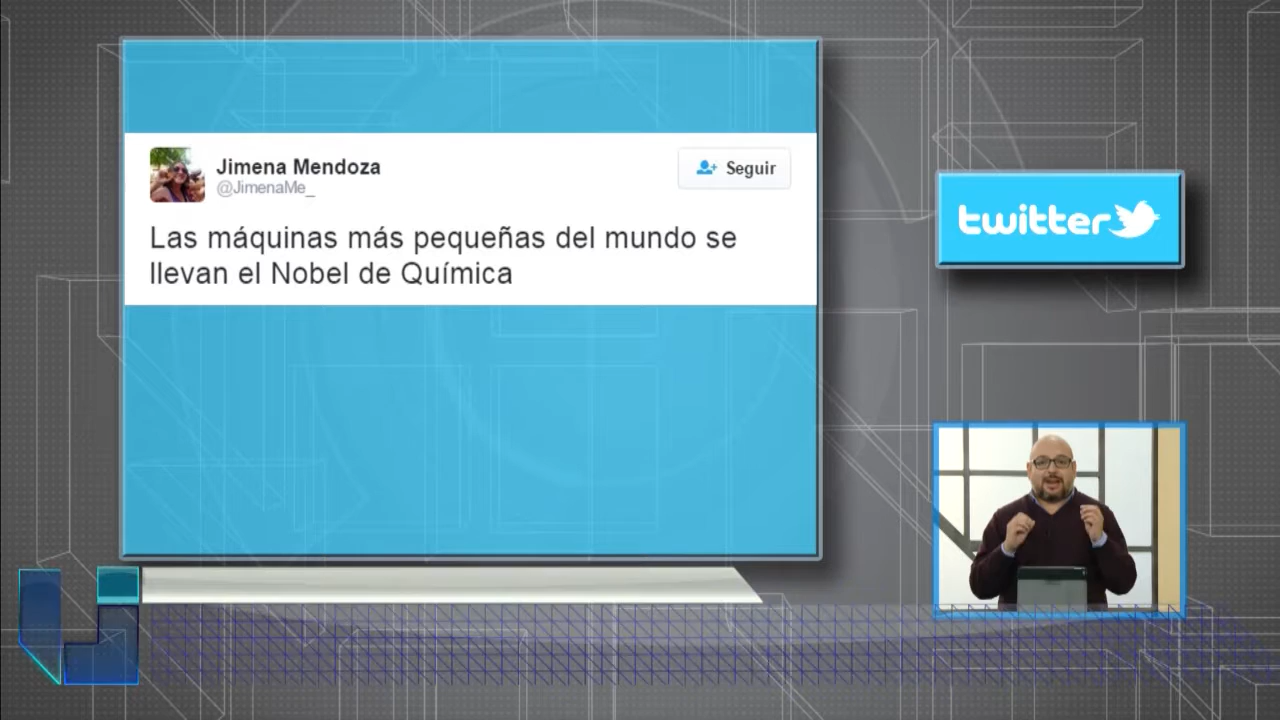 Jimena Mendoza
@JimenaMe_
Seguir
Las máquinas más pequeñas del mundo se
llevan el Nobel de Química
twitter